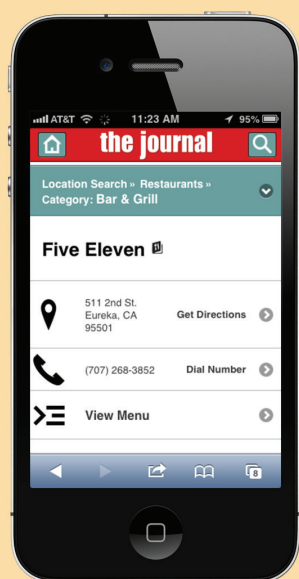 AT&T 11:23 AM 95%
the journal
Location Search » Restaurants »
Category: Bar & Grill
Five Eleven
511 2nd St.
Eureka, CA
95501
Get Directions
(707) 268-3852 Dial Number
View Menu
8